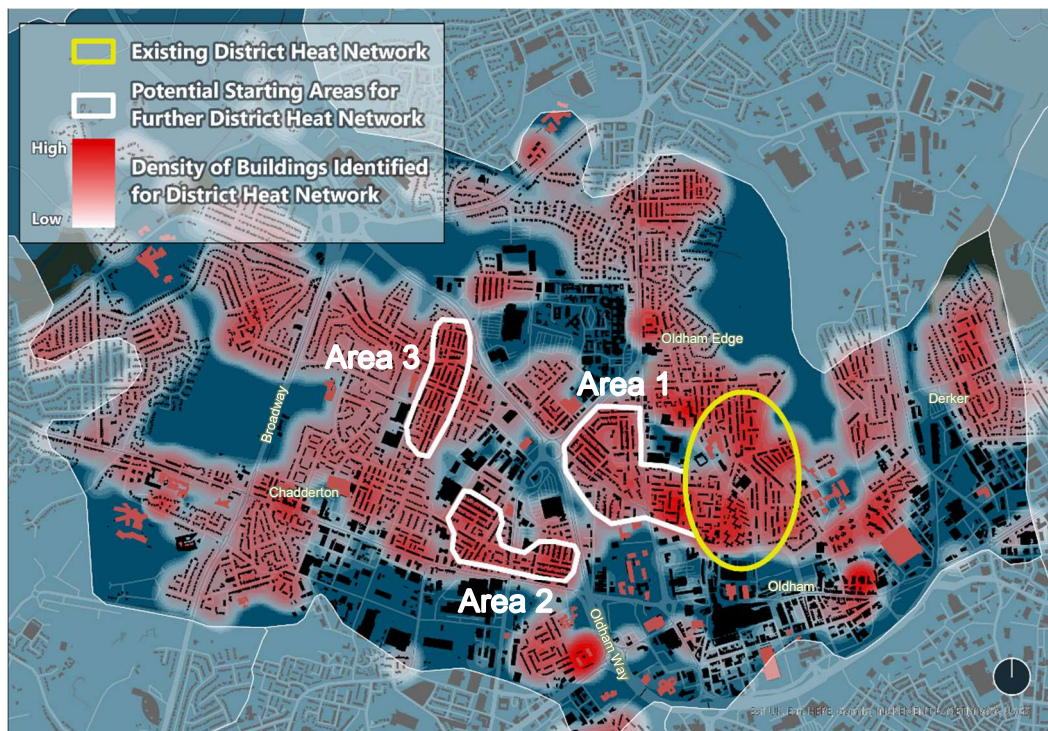 Existing District Heat Network
Potential Starting Areas for
Further District Heat Network
High
Density of Buildings Identified
for District Heat Network
Low
Oldham Edge
Area 3
Area 1
Broadway
Derker
Chadderton
Oldham
Area 2
Oldham Way